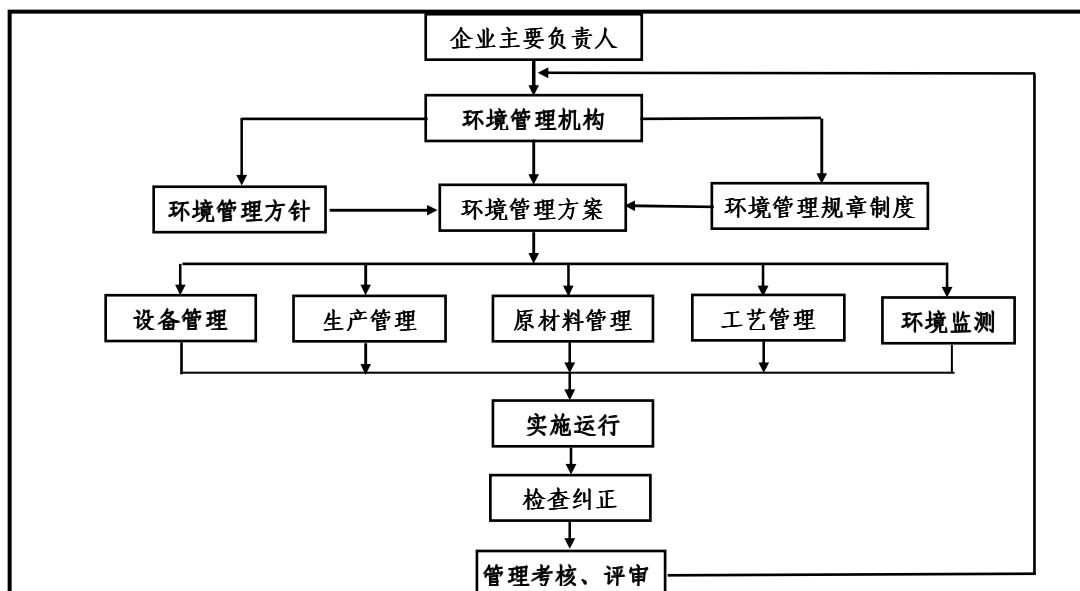 企业主要负责人
环境管理机构
环境管理方针
环境管理方案
环境管理规章制度
设备管理
生产管理
原材料管理
工艺管理
环境监测
实施运行
检查纠正
管理考核、评审